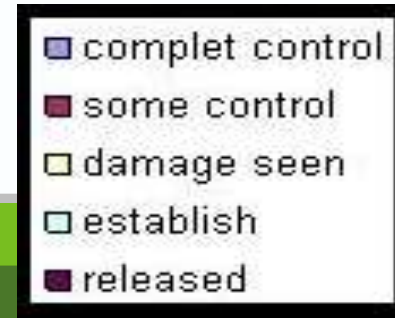 complet control
some control
damage seen
establish
released